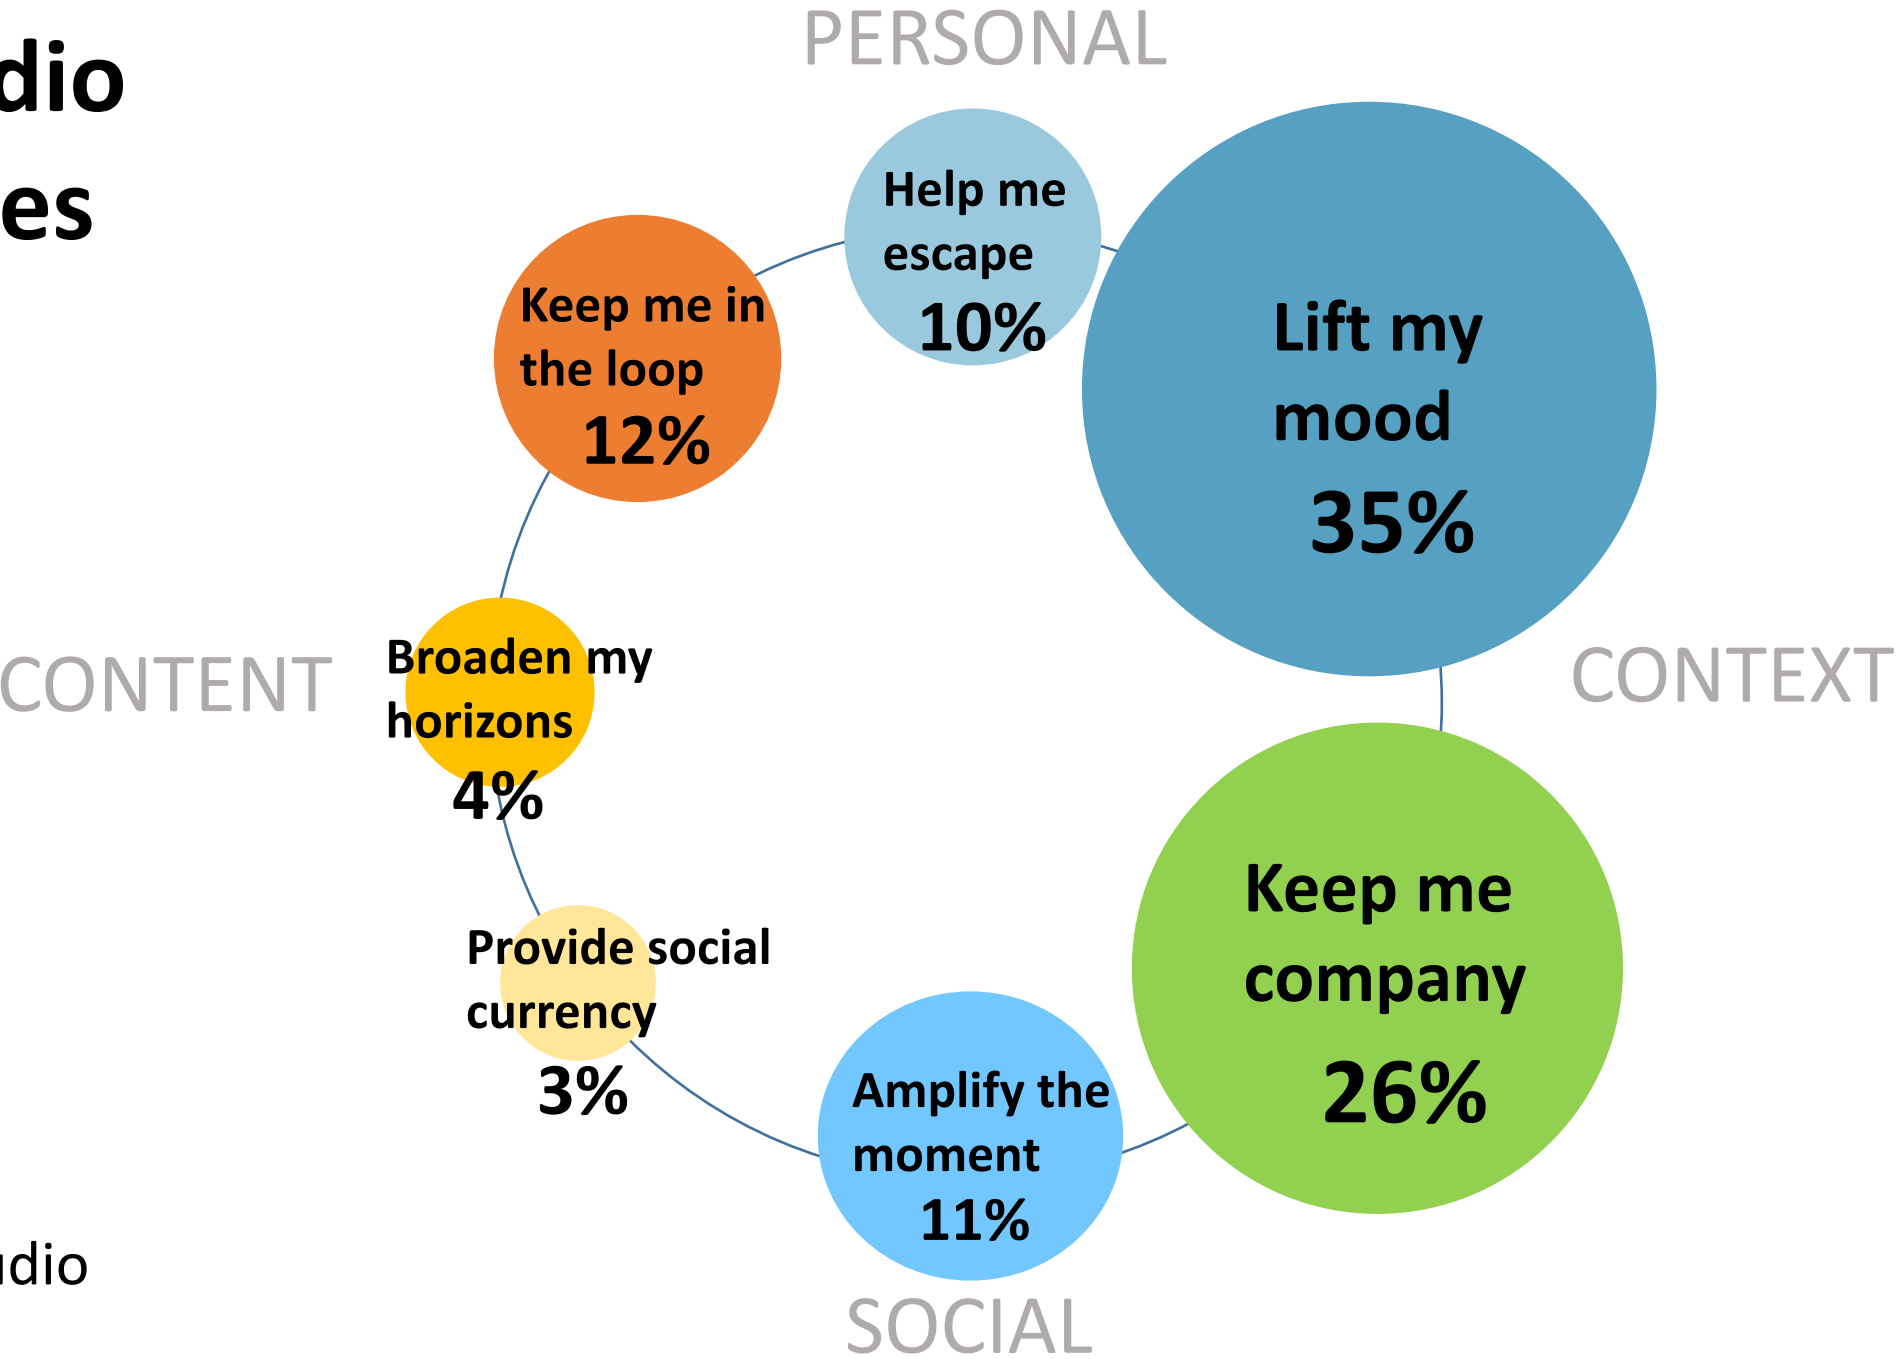 dio
es
PERSONAL
Help me
escape
10%
Lift my
mood
35%
Keep me in
the loop
12%
CONTENT
Broaden my
horizons
4%
CONTEXT
Keep me
company
26%
Provide social
currency
3%
Amplify the
moment
11%
udio
SOCIAL